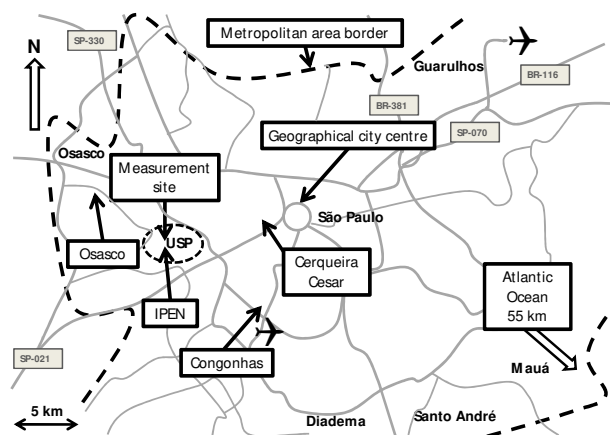 N
SP-330
Metropolitan area border
Guarulhos
BR-116
BR-381
SP-070
Geographical city centre
Osasco
Measurement
site
São Paulo
USP
Osasco
Cerqueira
Cesar
Atlantic
Ocean
55 km
IPEN
Congonhas
SP-021
Mauá
5 km
Diadema
Santo André